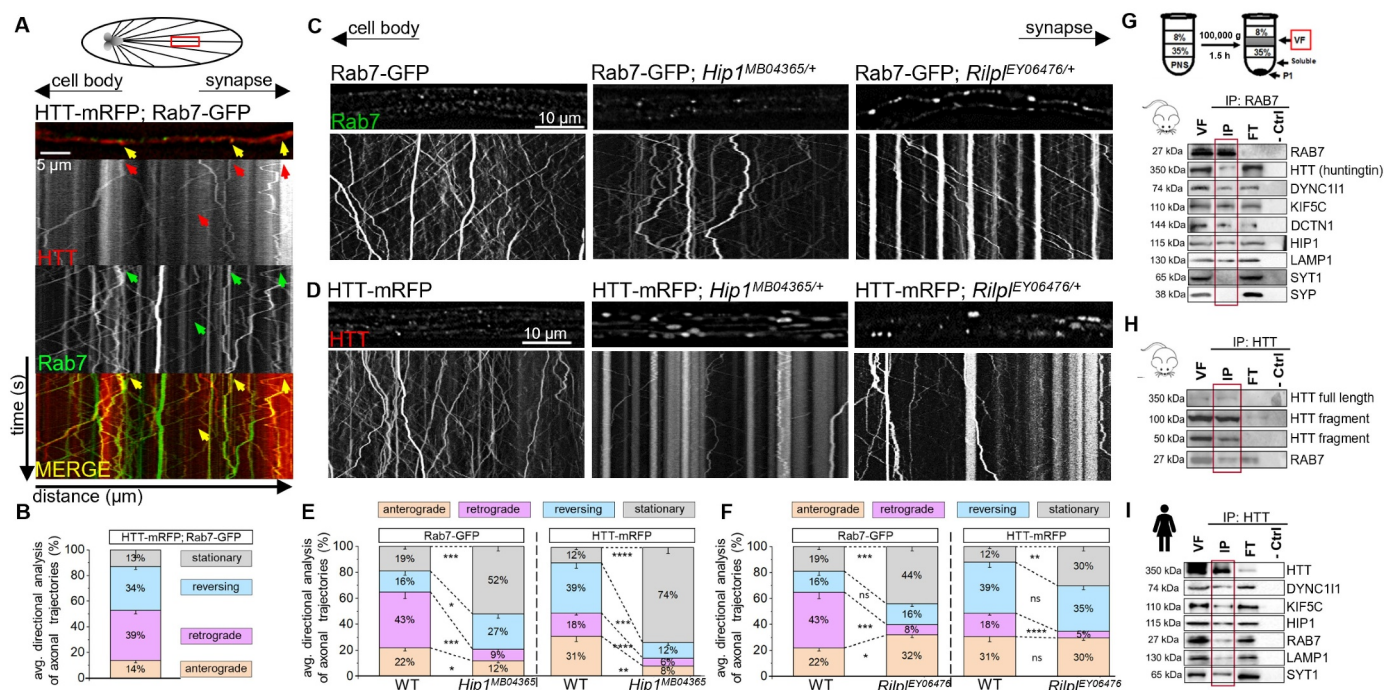 A
cell body
synapse
HTT-mRFP; Rab7-GFP
5 µm
HTT
Rab7
MERGE
time (s)
distance (µm)
B
HTT-mRFP; Rab7-GFP
avg. directional analysis
of axonal trajectories (%)
100
80
60
40
20
0
13%
34%
39%
14%
stationary
reversing
retrograde
anterograde
C
cell body
synapse
Rab7-GFP
Rab7-GFP; Hip1MB04365/+
Rab7-GFP; RilplEY06476/+
Rab7
10 µm
D
HTT-mRFP
HTT-mRFP; Hip1MB04365/+
HTT-mRFP; RilplEY06476/+
HTT
10 µm
E
anterograde
retrograde
reversing
stationary
Rab7-GFP
HTT-mRFP
avg. directional analysis
of axonal trajectories (%)
100
80
60
40
20
0
19%
16%
43%
22%
***
*
***
*
52%
27%
9%
12%
12%
39%
18%
31%
****
****
****
**
74%
12%
6%
8%
WT
Hip1MB04365
WT
Hip1MB04365
F
anterograde
retrograde
reversing
stationary
Rab7-GFP
HTT-mRFP
avg. directional analysis
of axonal trajectories (%)
100
80
60
40
20
0
19%
16%
43%
22%
***
ns
***
*
44%
16%
8%
32%
12%
39%
18%
31%
**
ns
****
ns
30%
35%
5%
30%
WT
RilplEY06476
WT
RilplEY06476
G
8%
35%
PNS
100,000 g
1.5 h
8%
35%
VF
Soluble
P1
IP: RAB7
VF
IP
FT
- Ctrl
27 kDa
RAB7
350 kDa
HTT (huntingtin)
74 kDa
DYNC1I1
110 kDa
KIF5C
144 kDa
DCTN1
115 kDa
HIP1
130 kDa
LAMP1
65 kDa
SYT1
38 kDa
SYP
H
IP: HTT
VF
IP
FT
- Ctrl
350 kDa
HTT full length
100 kDa
HTT fragment
50 kDa
HTT fragment
27 kDa
RAB7
I
IP: HTT
VF
IP
FT
- Ctrl
350 kDa
HTT
74 kDa
DYNC1I1
110 kDa
KIF5C
115 kDa
HIP1
27 kDa
RAB7
130 kDa
LAMP1
65 kDa
SYT1